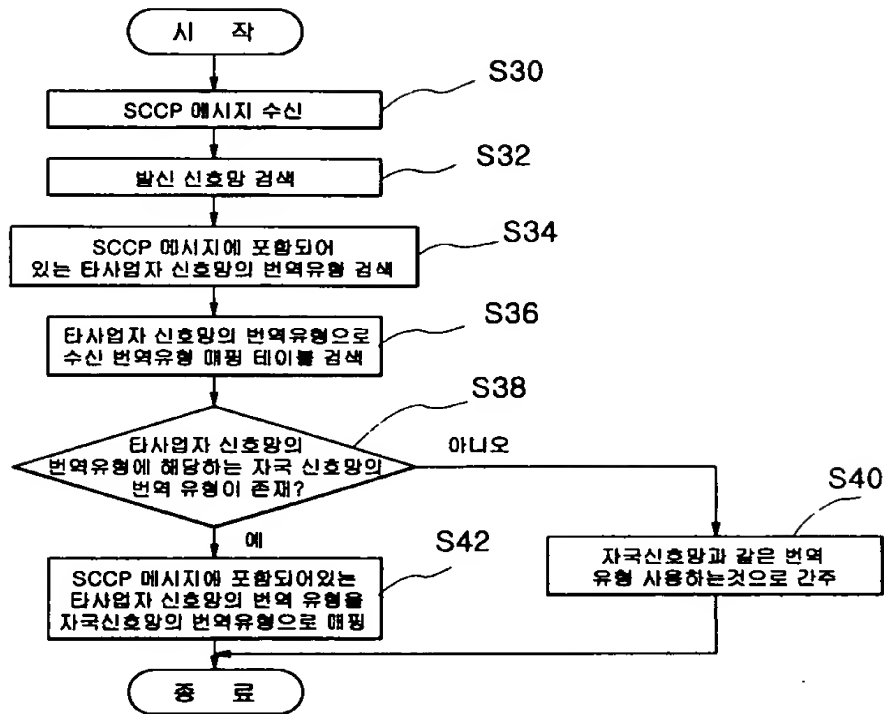 시 작
S30
SCCP 메시지 수신
S32
발신 신호망 검색
S34
SCCP 메시지에 포함되어
있는 타사업자 신호망의 번역유형 검색
S36
타사업자 신호망의 번역유형으로
수신 번역유형 매핑 테이블 검색
S38
타사업자 신호망의
번역유형에 해당하는 자국 신호망의
번역 유형이 존재?
아니오
예
S40
자국신호망과 같은 번역
유형 사용하는것으로 간주
S42
SCCP 메시지에 포함되어있는
타사업자 신호망의 번역 유형을
자국신호망의 번역유형으로 매핑
종 료